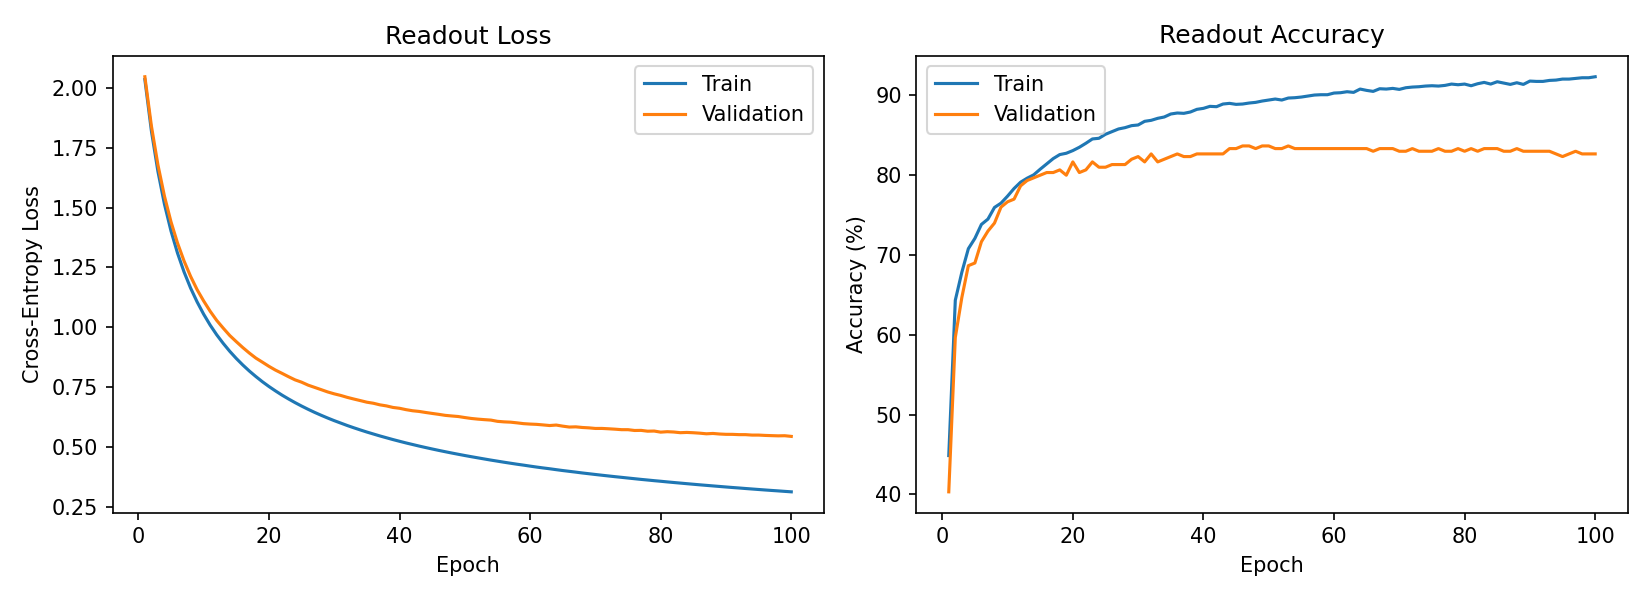 Readout Loss
Train
Validation
2.00
1.75
1.50
1.25
1.00
0.75
0.50
0.25
Cross-Entropy Loss
0 20 40 60 80 100
Epoch
Readout Accuracy
Train
Validation
90
80
70
60
50
40
Accuracy (%)
0 20 40 60 80 100
Epoch